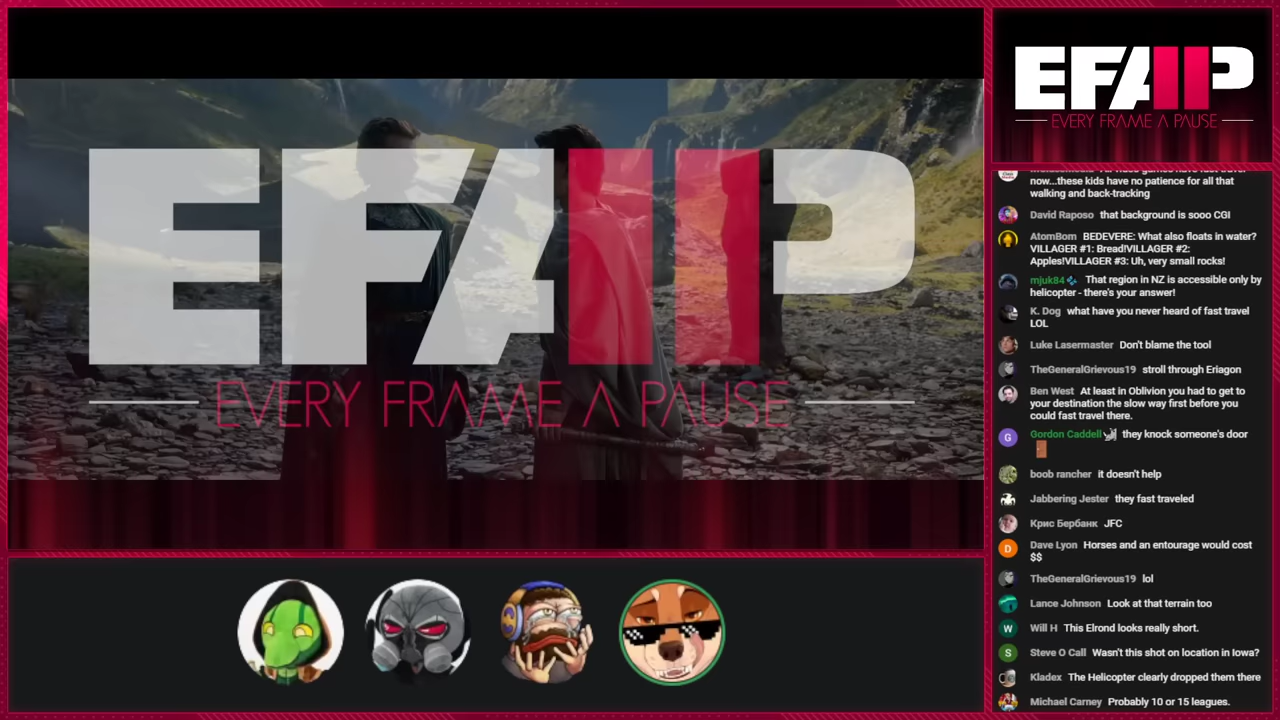 EFAP
EVERY FRAME A PAUSE
EFAP
EVERY FRAME A PAUSE
now...these kids have no patience for all that
walking and back-tracking
David Raposo that background is sooo CGI
AtomBom BEDEVERE: What also floats in water?
VILLAGER #1: Bread!VILLAGER #2:
Apples!VILLAGER #3: Uh, very small rocks!
mjuk84 That region in NZ is accessible only by
helicopter - there's your answer!
K. Dog what have you never heard of fast travel
LOL
Luke Lasermaster Don't blame the tool
TheGeneralGrievous19 stroll through Eriagon
Ben West At least in Oblivion you had to get to
your destination the slow way first before you
could fast travel there.
G
Gordon Caddell they knock someone's door
boob rancher it doesn't help
Jabbering Jester they fast traveled
Крис Бербанк JFC
D
Dave Lyon Horses and an entourage would cost
$$
TheGeneralGrievous19 lol
Lance Johnson Look at that terrain too
W
Will H This Elrond looks really short.
S
Steve O Call Wasn't this shot on location in Iowa?
Kladex The Helicopter clearly dropped them there
Michael Carney Probably 10 or 15 leagues.